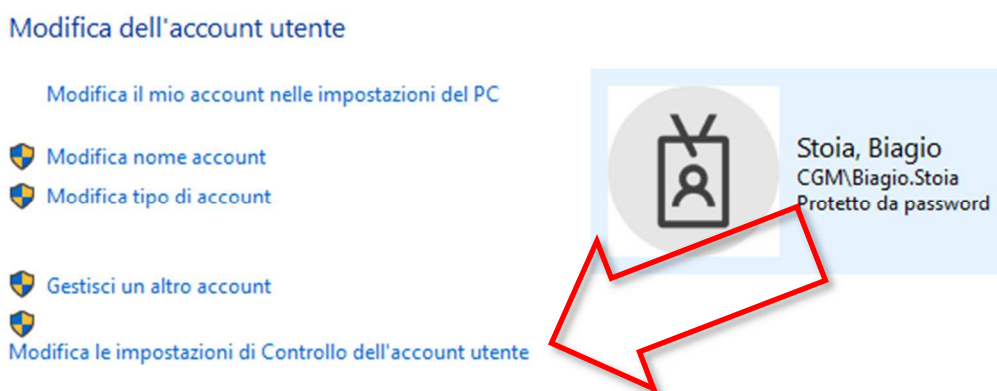 Modifica dell'account utente
Modifica il mio account nelle impostazioni del PC
Modifica nome account
Modifica tipo di account
Stoia, Biagio
CGM\Biagio.Stoia
Protetto da password
Gestisci un altro account
Modifica le impostazioni di Controllo dell'account utente